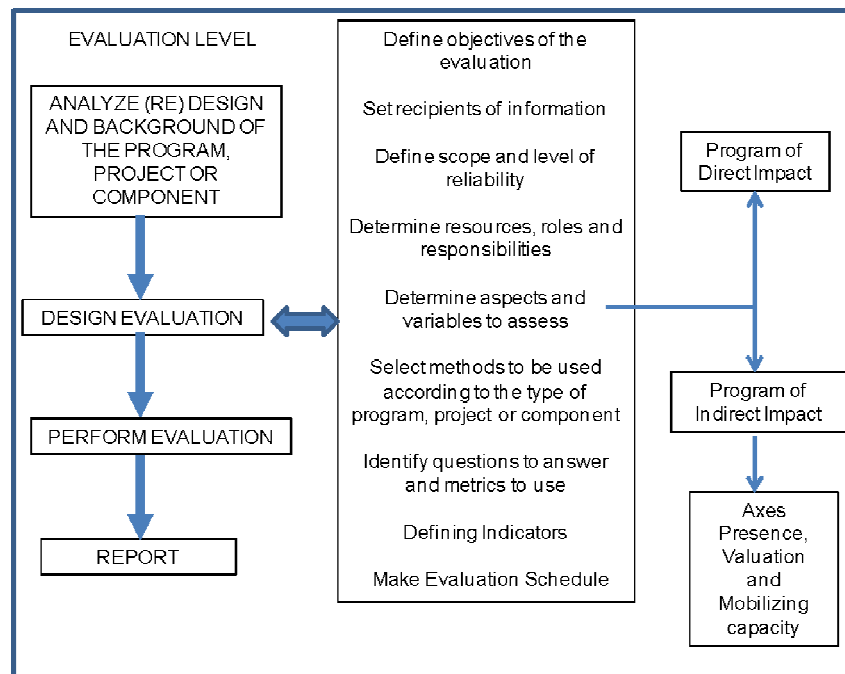 EVALUATION LEVEL
ANALYZE (RE) DESIGN
AND BACKGROUND OF
THE PROGRAM,
PROJECT OR
COMPONENT
DESIGN EVALUATION
PERFORM EVALUATION
REPORT
Define objectives of the
evaluation
Set recipients of information
Define scope and level of
reliability
Determine resources, roles and
responsibilities
Determine aspects and
variables to assess
Select methods to be used
according to the type of
program, project or component
Identify questions to answer
and metrics to use
Defining Indicators
Make Evaluation Schedule
Program of
Direct Impact
Program of
Indirect Impact
Axes
Presence,
Valuation
and
Mobilizing
capacity